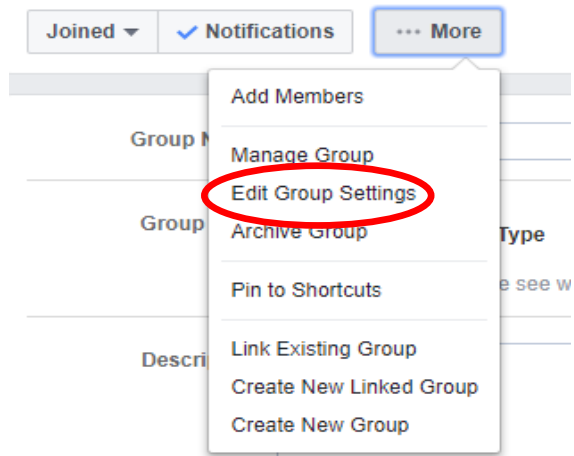 Joined ✓ Notifications ··· More
Add Members
Group
Manage Group
Edit Group Settings
Group
Archive Group
Type
Pin to Shortcuts
see
Link Existing Group
Create New Linked Group
Create New Group